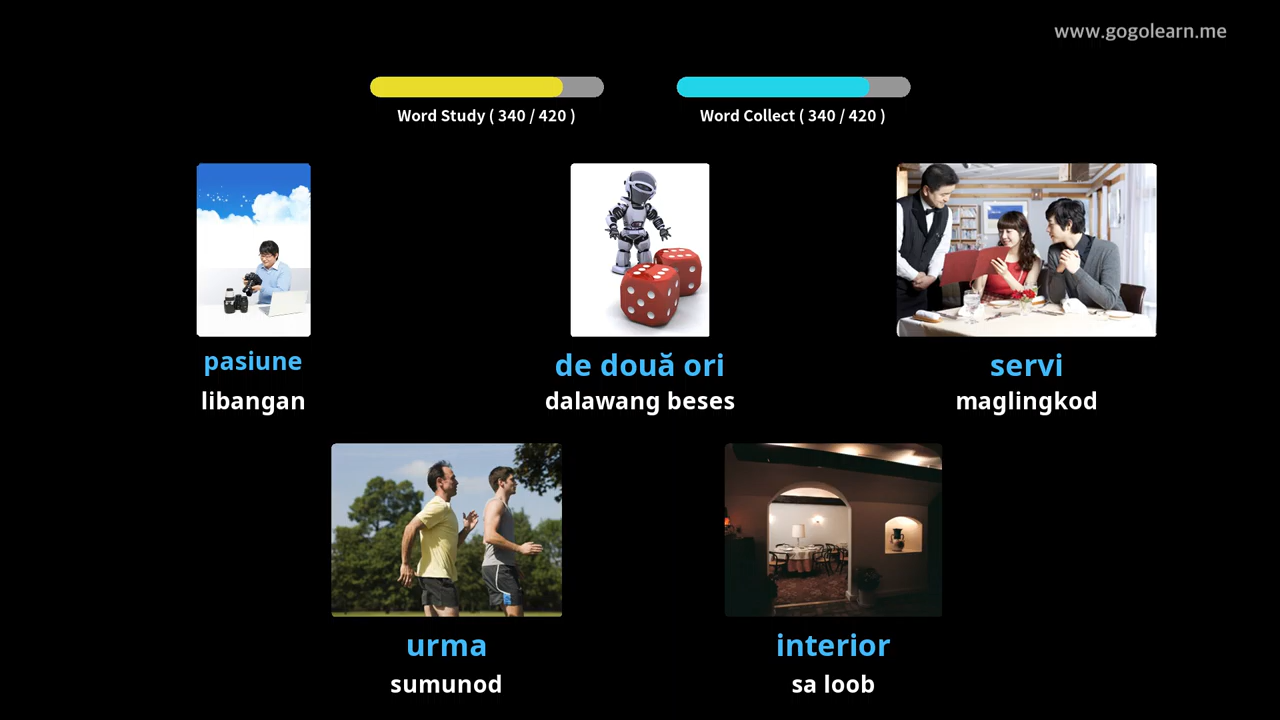 www.gogolearn.me
Word Study ( 340 / 420 )
Word Collect ( 340 / 420 )
pasiune
libangan
de două ori
dalawang beses
servi
maglingkod
urma
sumunod
interior
sa loob